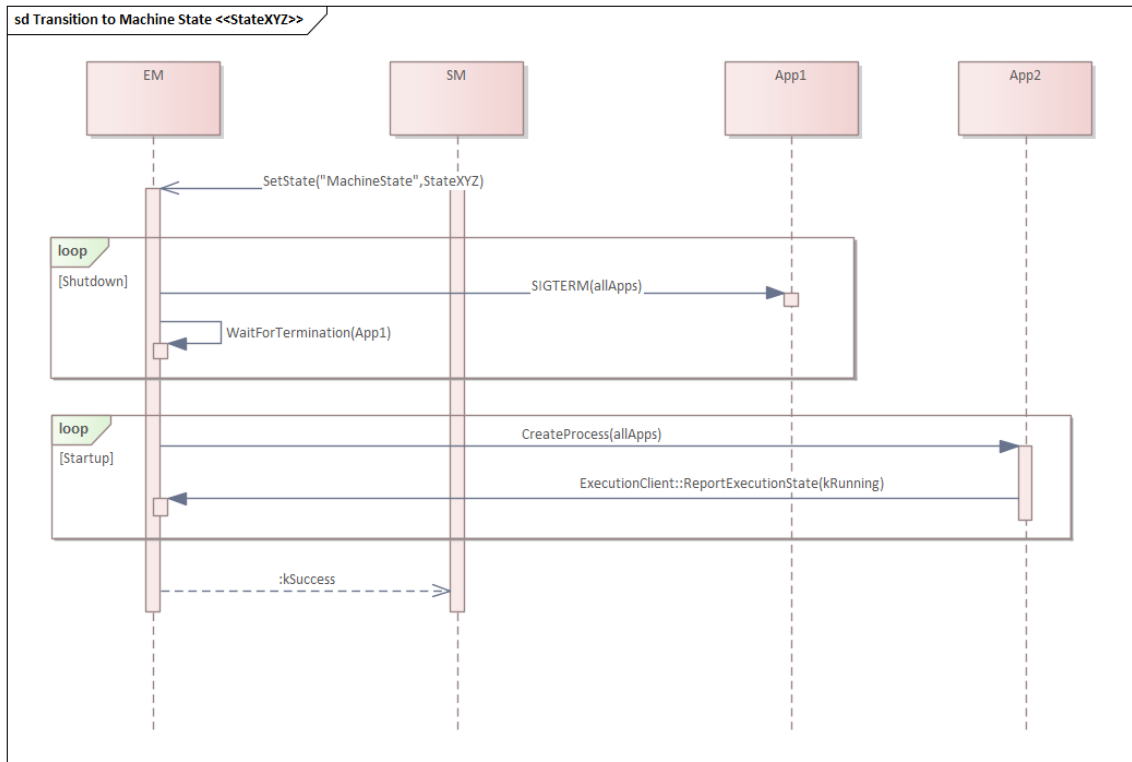 sd Transition to Machine State <<StateXYZ>>
EM
SM
App1
App2
SetState("MachineState",StateXYZ)
loop
[Shutdown]
SIGTERM(allApps)
WaitForTermination(App1)
loop
[Startup]
CreateProcess(allApps)
ExecutionClient::ReportExecutionState(kRunning)
:kSuccess